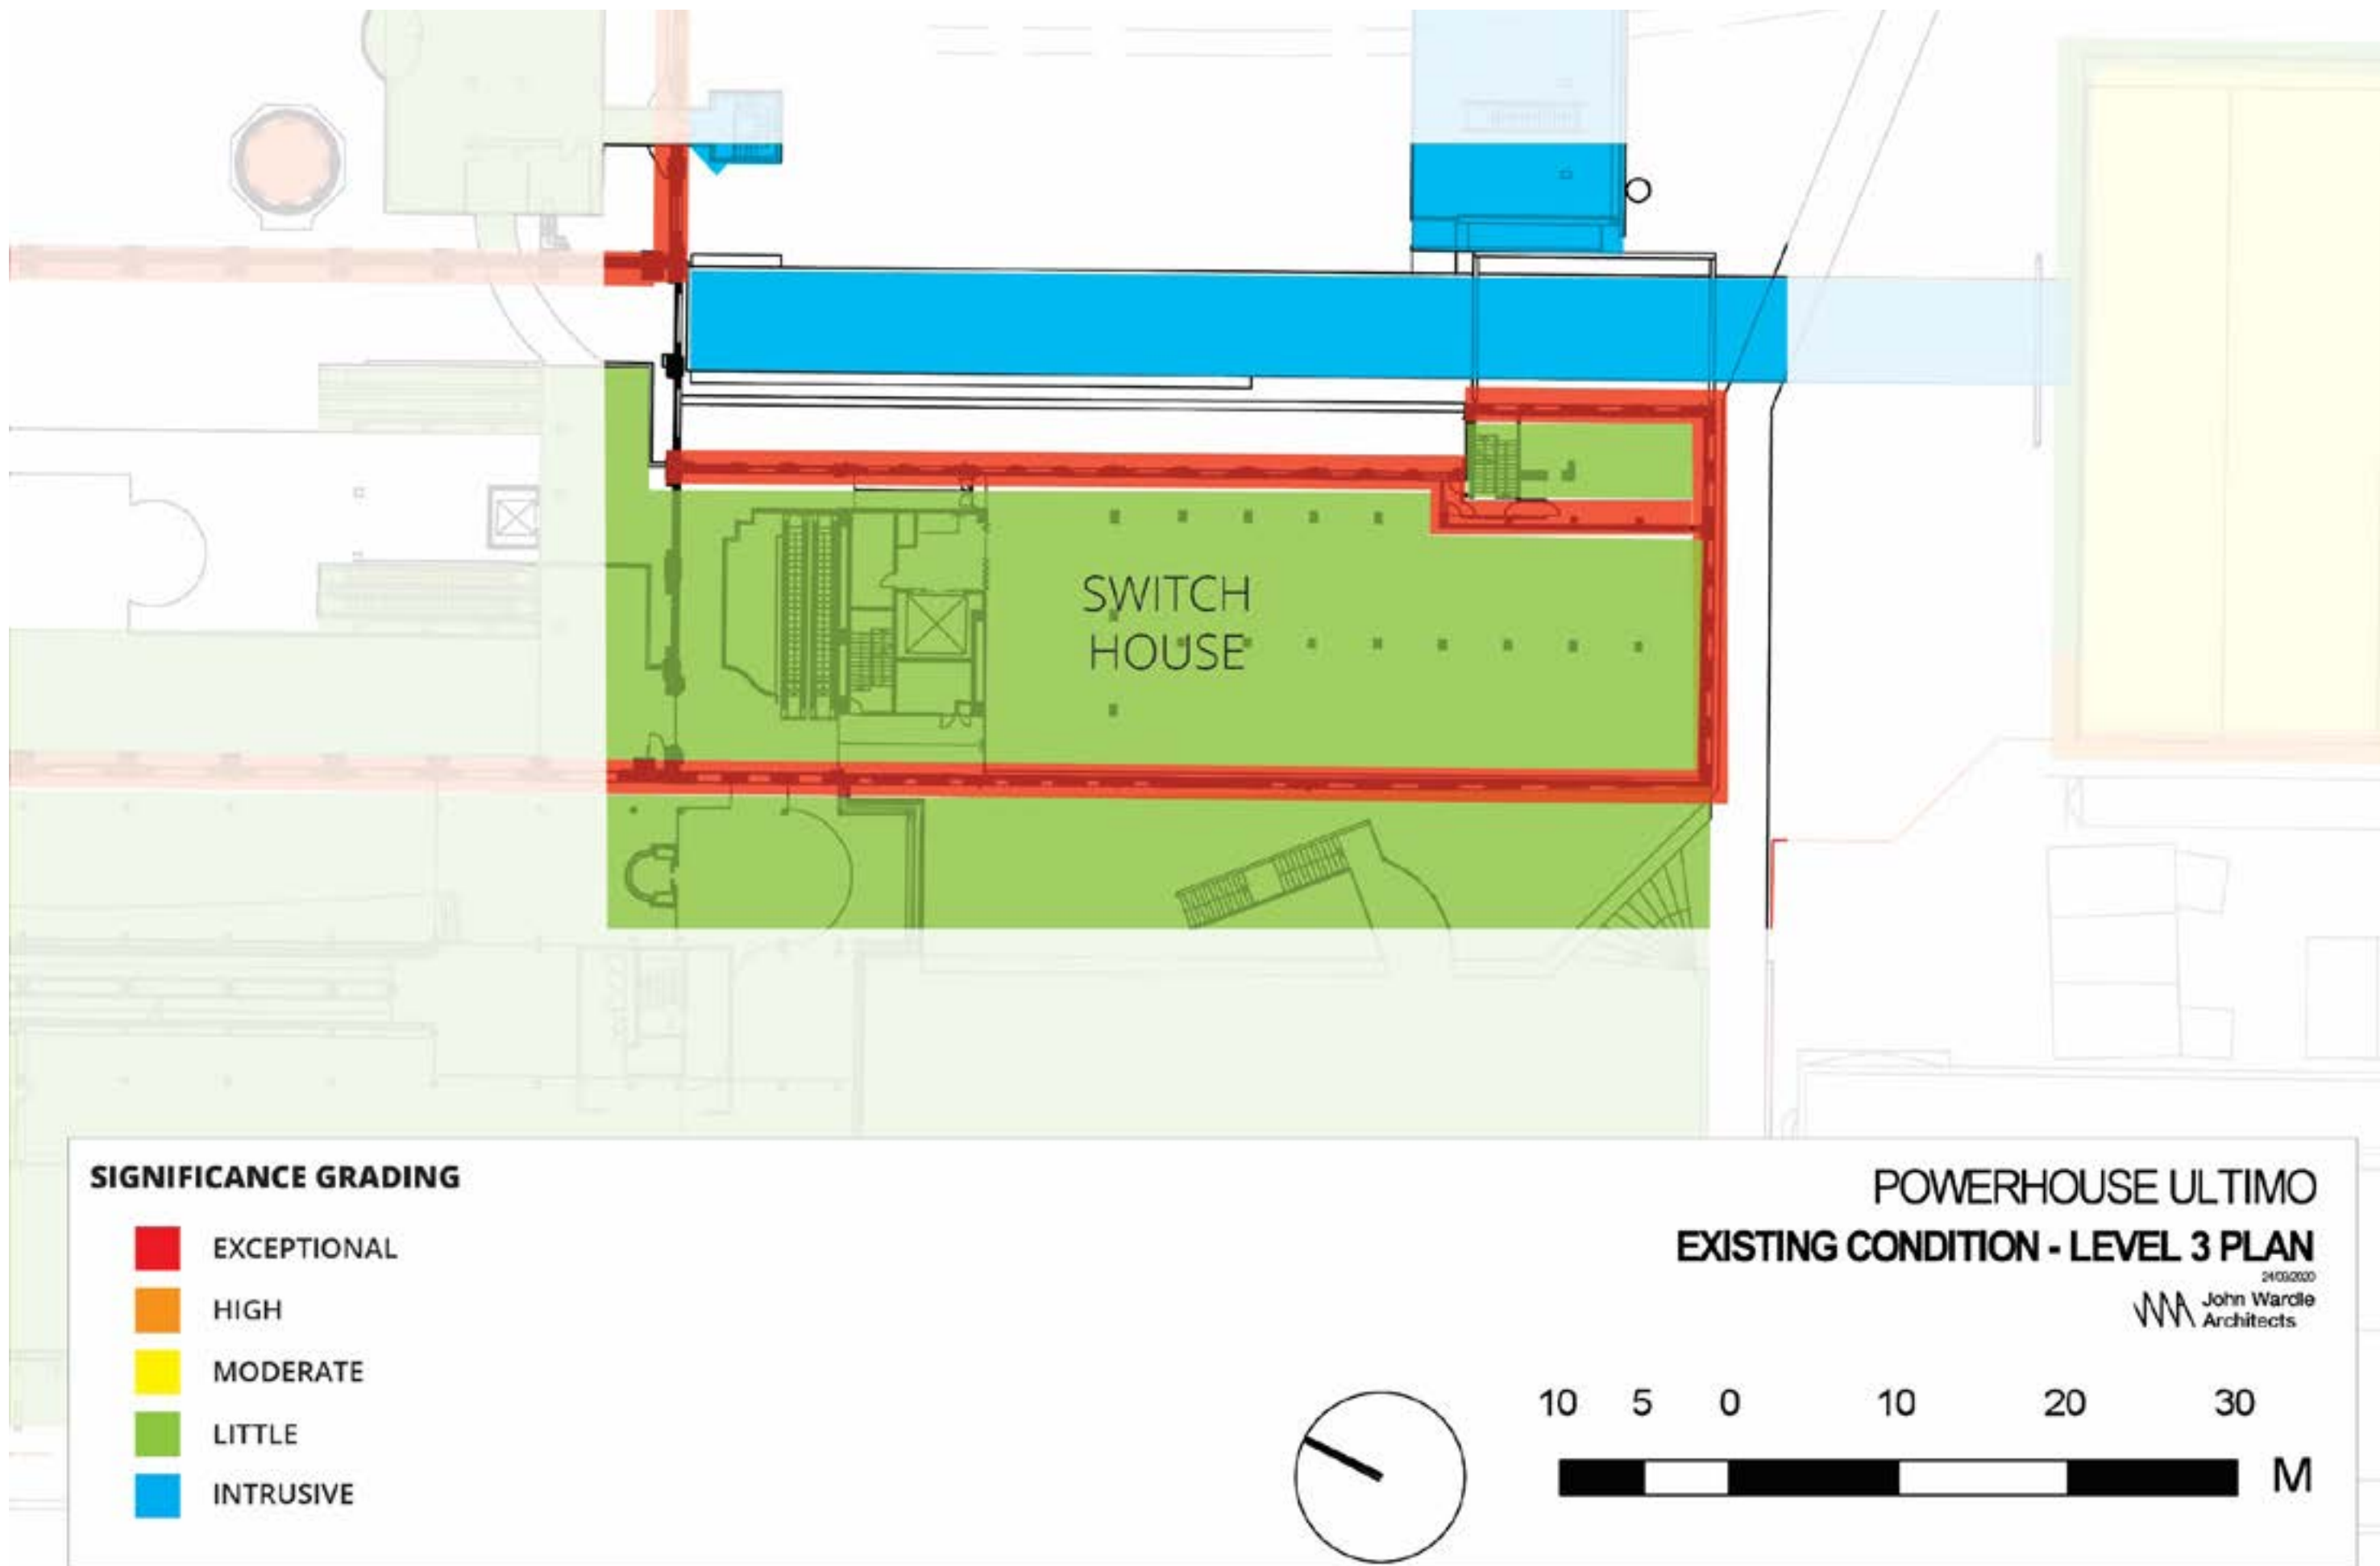 SWITCH
HOUSE
SIGNIFICANCE GRADING
EXCEPTIONAL
HIGH
MODERATE
LITTLE
INTRUSIVE
POWERHOUSE ULTIMO
EXISTING CONDITION - LEVEL 3 PLAN
John Wardle
Architects
10 5 0 10 20 30
M